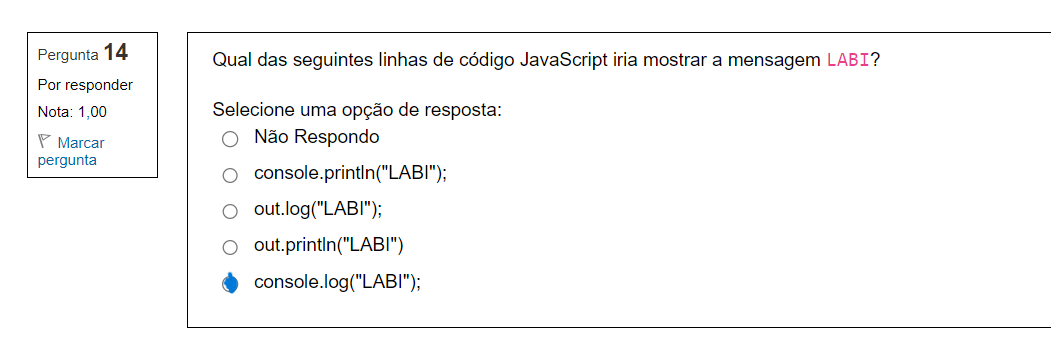 Pergunta 14
Por responder
Nota: 1,00
Marcar
pergunta
Qual das seguintes linhas de código JavaScript iria mostrar a mensagem LABI?
Selecione uma opção de resposta:
Não Respondo
console.println("LABI");
out.log("LABI");
out.println("LABI")
console.log("LABI");